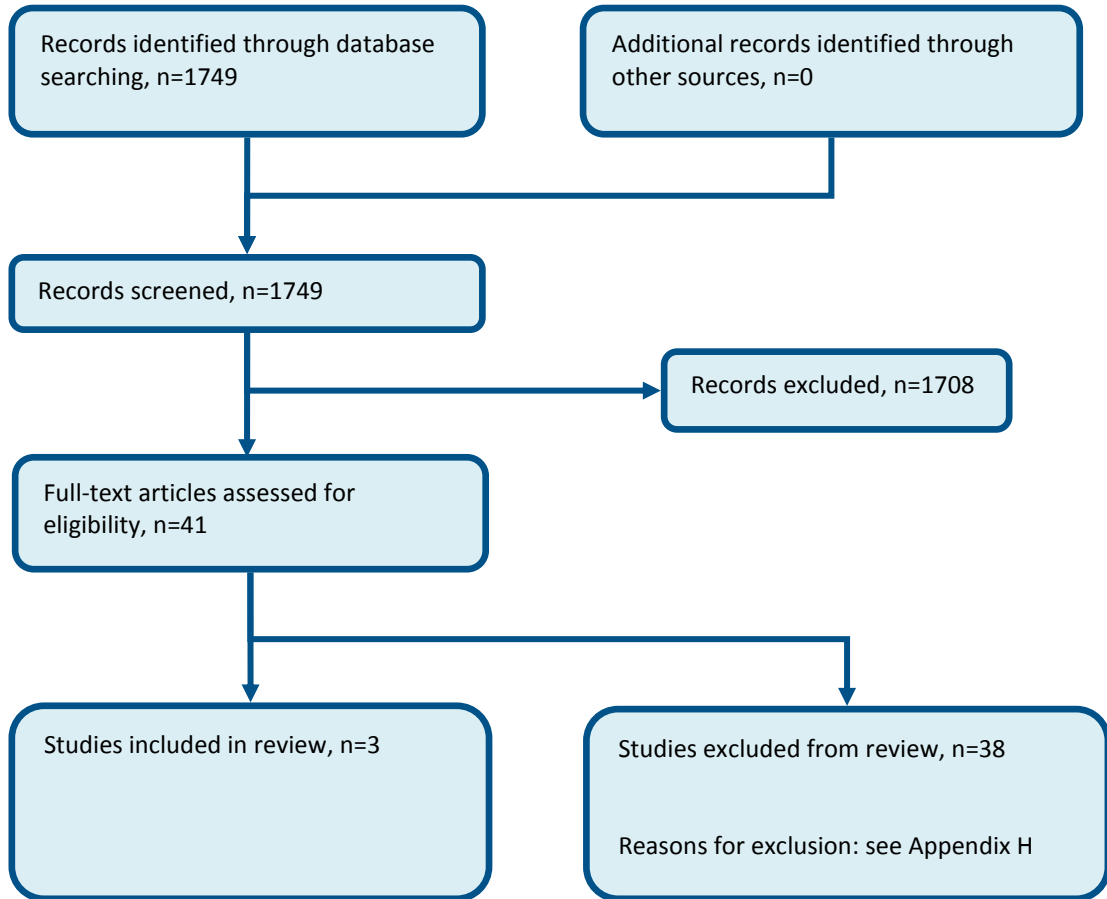 Records identified through database
searching, n=1749
Additional records identified through
other sources, n=0
Records screened, n=1749
Records excluded, n=1708
Full-text articles assessed for
eligibility, n=41
Studies included in review, n=3
Studies excluded from review, n=38
Reasons for exclusion: see Appendix H